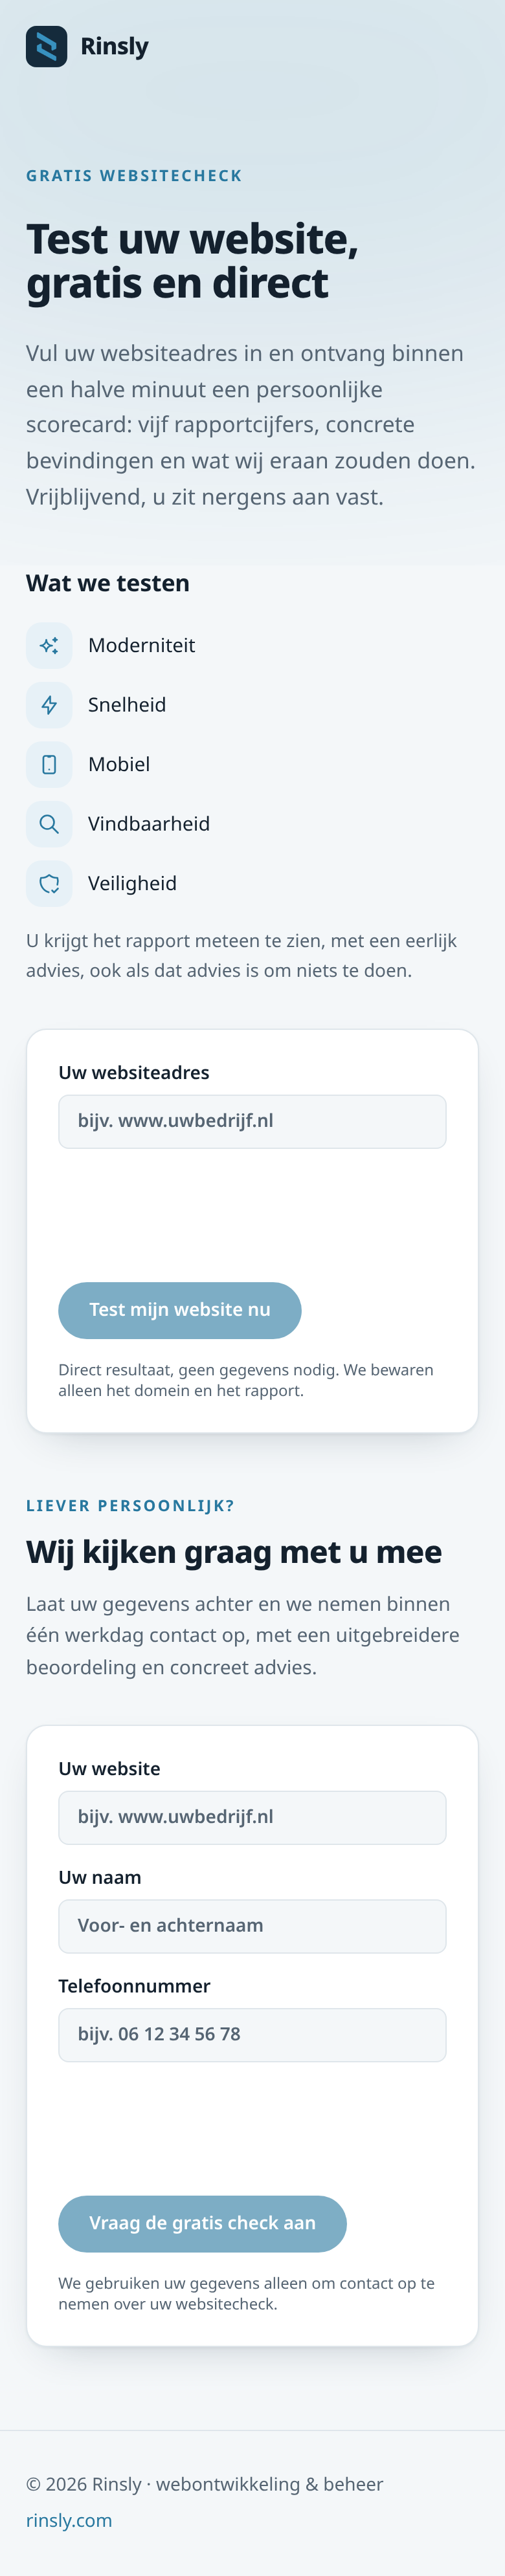 Rinsly
GRATIS WEBSITECHECK
Test uw website,
gratis en direct
Vul uw websiteadres in en ontvang binnen
een halve minuut een persoonlijke
scorecard: vijf rapportcijfers, concrete
bevindingen en wat wij eraan zouden doen.
Vrijblijvend, u zit nergens aan vast.
Wat we testen
Moderniteit
Snelheid
Mobiel
Vindbaarheid
Veiligheid
U krijgt het rapport meteen te zien, met een eerlijk
advies, ook als dat advies is om niets te doen.
Uw websiteadres
bijv. www.uwbedrijf.nl
Test mijn website nu
Direct resultaat, geen gegevens nodig. We bewaren
alleen het domein en het rapport.
LIEVER PERSOONLIJK?
Wij kijken graag met u mee
Laat uw gegevens achter en we nemen binnen
één werkdag contact op, met een uitgebreidere
beoordeling en concreet advies.
Uw website
bijv. www.uwbedrijf.nl
Uw naam
Voor- en achternaam
Telefoonnummer
bijv. 06 12 34 56 78
Vraag de gratis check aan
We gebruiken uw gegevens alleen om contact op te
nemen over uw websitecheck.
© 2026 Rinsly · webontwikkeling & beheer
rinsly.com